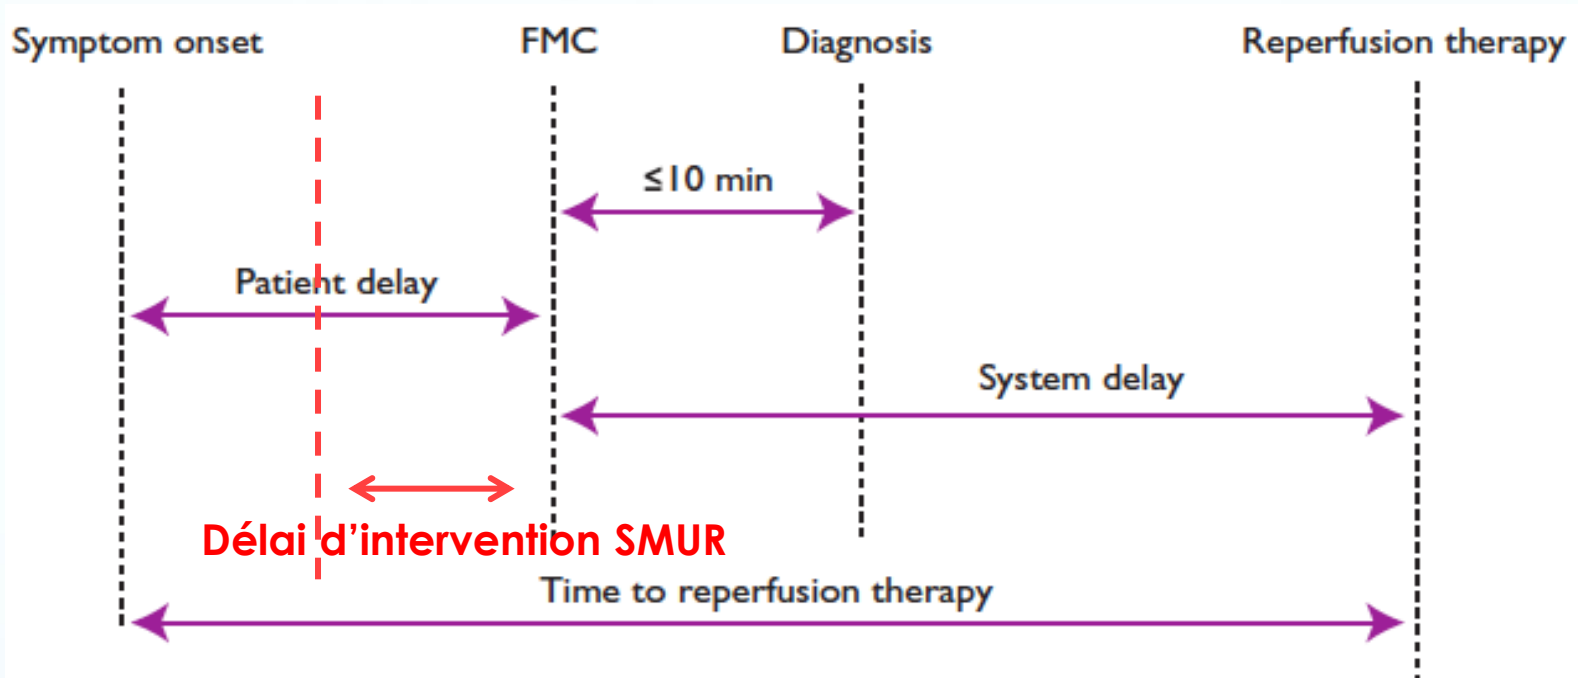 Symptom onset FMC Diagnosis Reperfusion therapy
≤10 min
Patient delay
System delay
Délai d’intervention SMUR
Time to reperfusion therapy